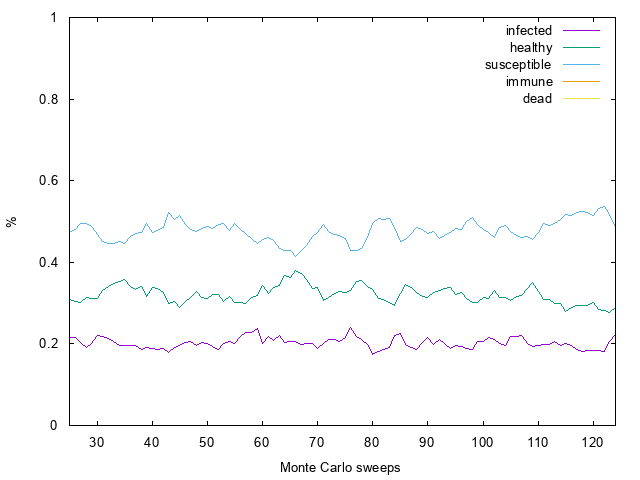 1
infected
healthy
susceptible
immune
dead
0.8
0.6
%
0.4
0.2
0
30 40 50 60 70 80 90 100 110 120
Monte Carlo sweeps